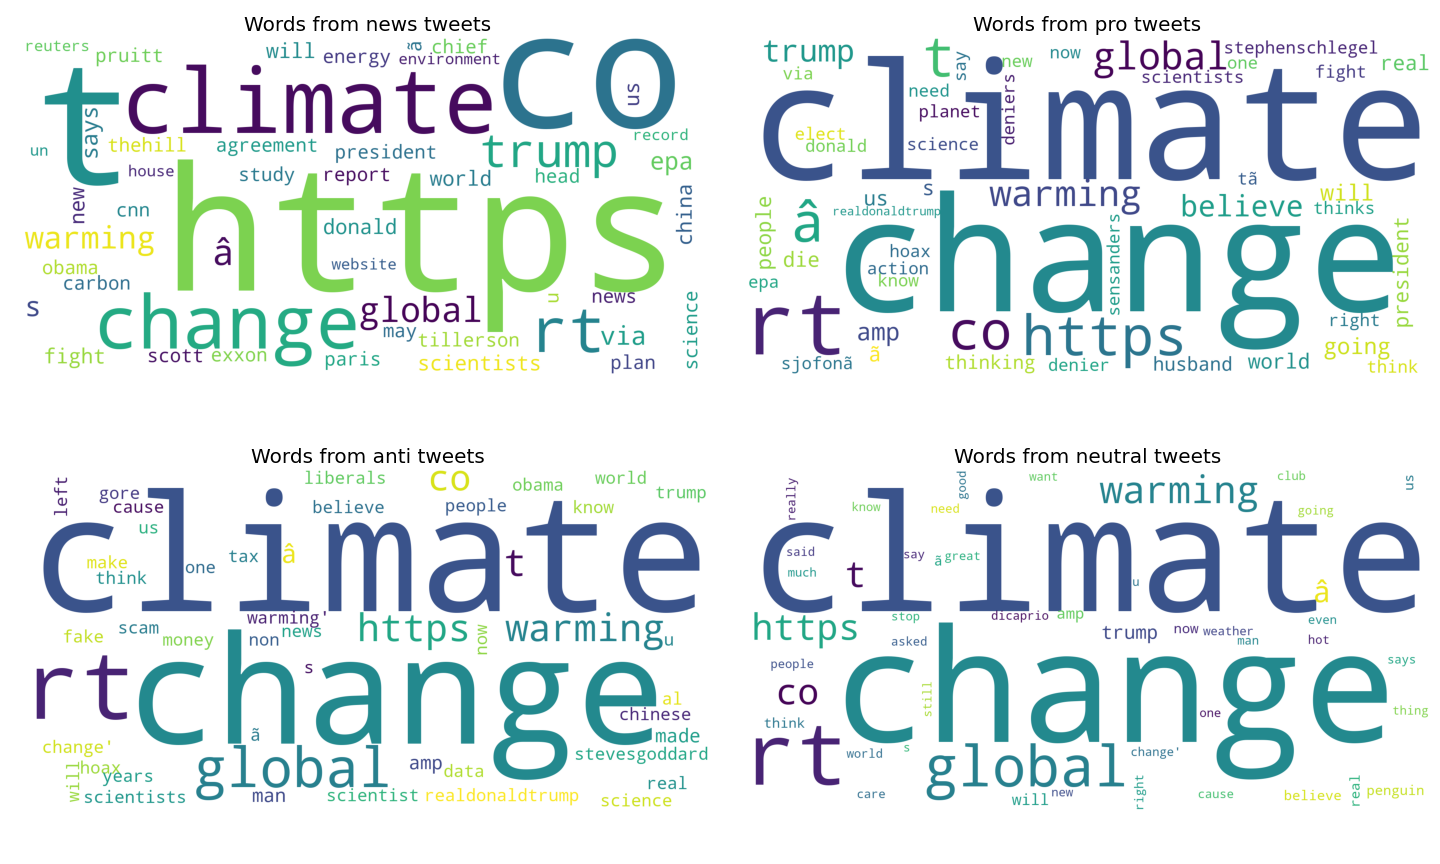 Words from news tweets
reuters
pruitt
will
energy
ã
chief
environment
co
t
says
climate
us
un
thehill
agreement
president
trump
record
epa
house
study
report
world
head
new
cnn
https
donald
china
warming
â
website
obama
carbon
s
change
global
u
news
may
rt
via
science
tillerson
fight
scott
exxon
paris
scientists
plan
Words from pro tweets
trump
via
t
say
new
now
global
stephenschlegel
one
scientists
fight
real
climate
need
planet
deniers
elect
donald
science
s
warming
tã
will
people
â
us
realdonaldtrump
believe
thinks
die
hoax
action
know
change
sensanders
president
epa
rt
amp
co
https
right
going
sjofonã
ã
thinking
denier
husband
world
think
Words from anti tweets
left
gore
cause
liberals
co
obama
world
trump
believe
people
know
us
climate
make
think
one
tax
â
t
warming'
fake
scam
money
non
news
https
now
warming
u
rt
s
change
al
chinese
ã
made
change'
hoax
will
years
scientists
global
amp
data
stevesgoddard
man
scientist
realdonaldtrump
real
science
Words from neutral tweets
really
good
want
club
us
warming
know
need
going
said
much
climate
t
say
ã
great
u
â
https
stop
dicaprio
amp
even
asked
trump
now
weather
man
hot
people
change
says
co
still
think
one
thing
rt
world
s
global
change'
care
will
new
right
cause
believe
real
penguin